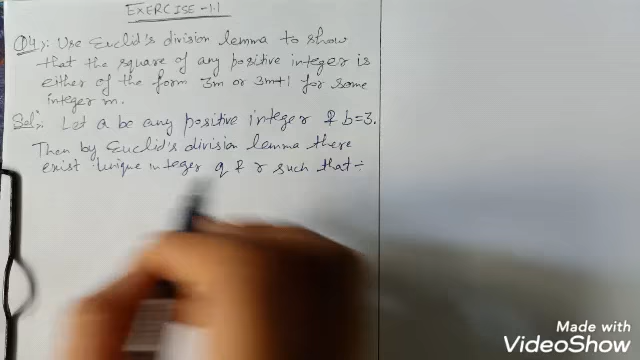 EXERCISE - 1.1
Q4:- Use Euclid's division lemma to show
that the square of any positive integer is
either of the form 3m or 3m+1 for some
integer m.
Sol:- Let a be any positive integer & b=3.
Then by Euclid's division lemma there
exist unique integer q & r such that :-
Made with
VideoShow